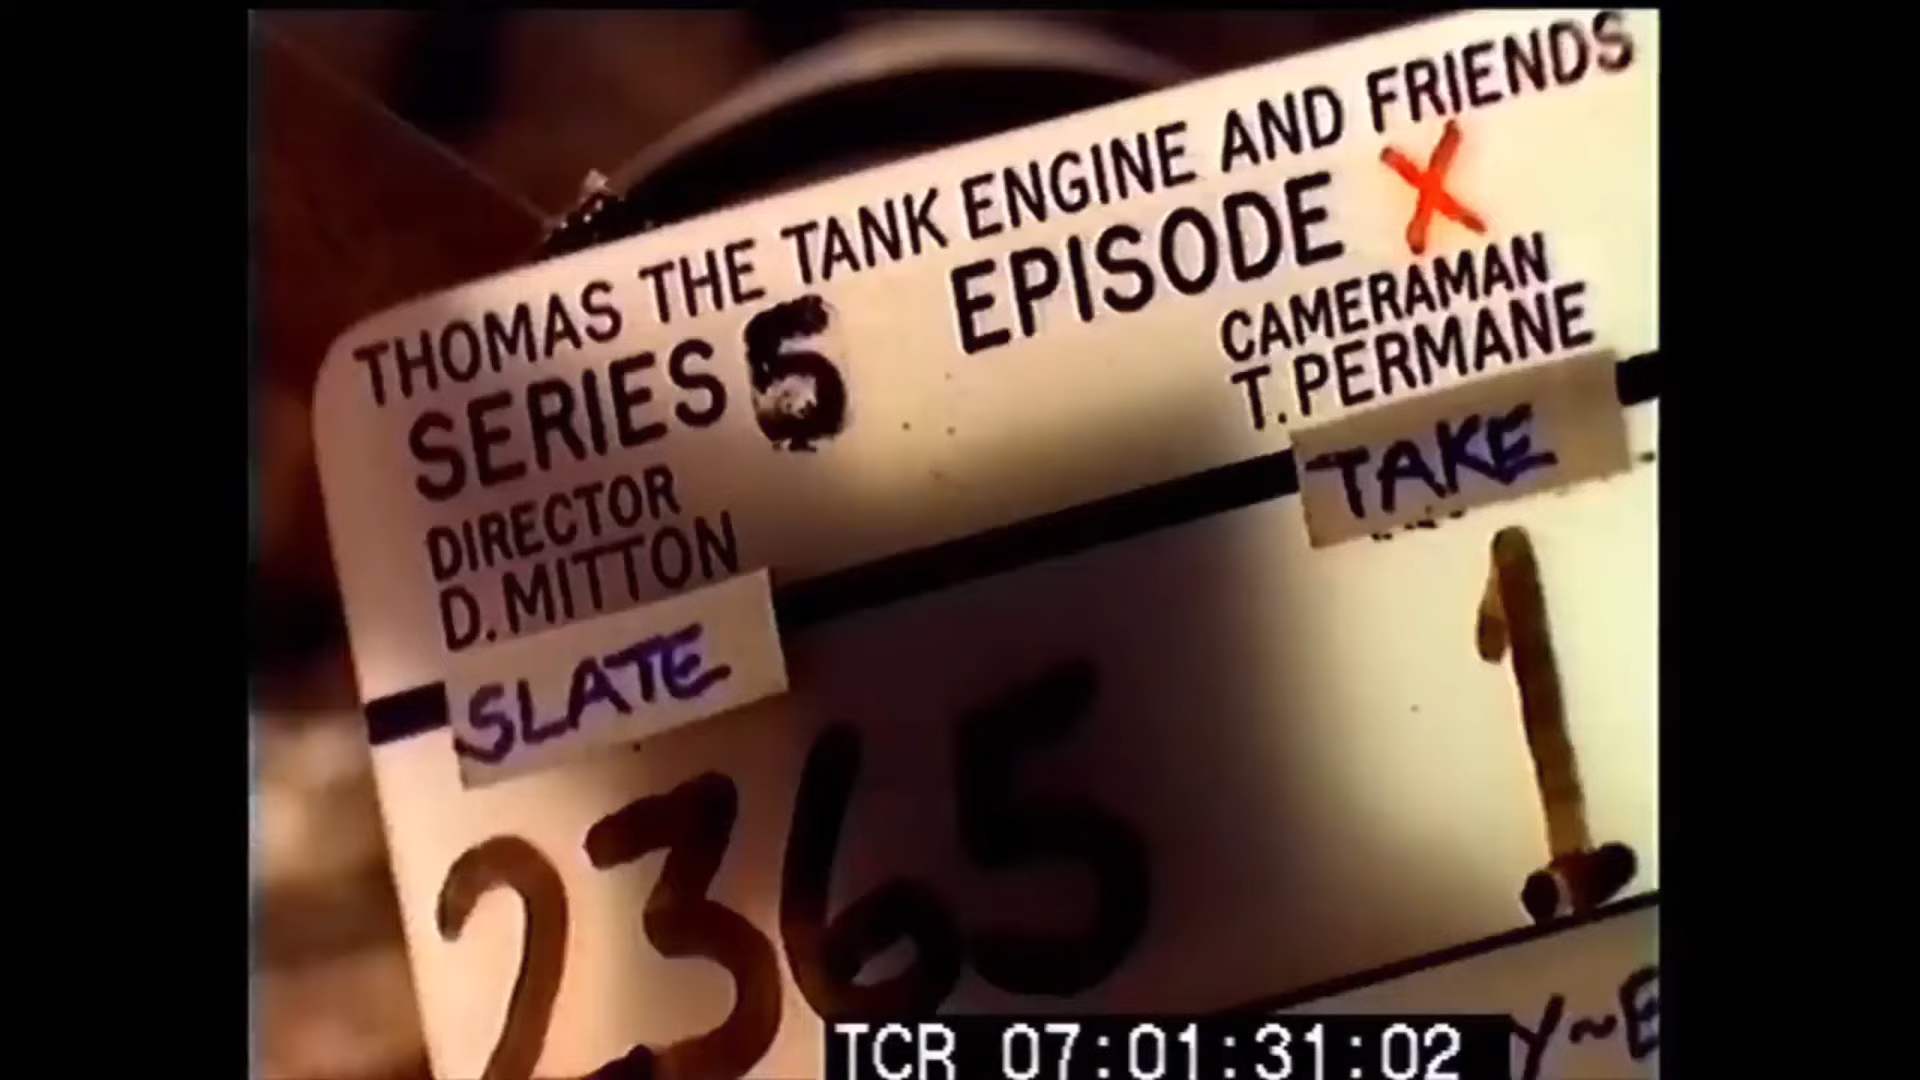 THOMAS THE TANK ENGINE AND FRIENDS
SERIES 5 EPISODE X
DIRECTOR
D. MITTON
CAMERAMAN
T. PERMANE
SLATE
TAKE
2365
1
TCR 07:01:31:02